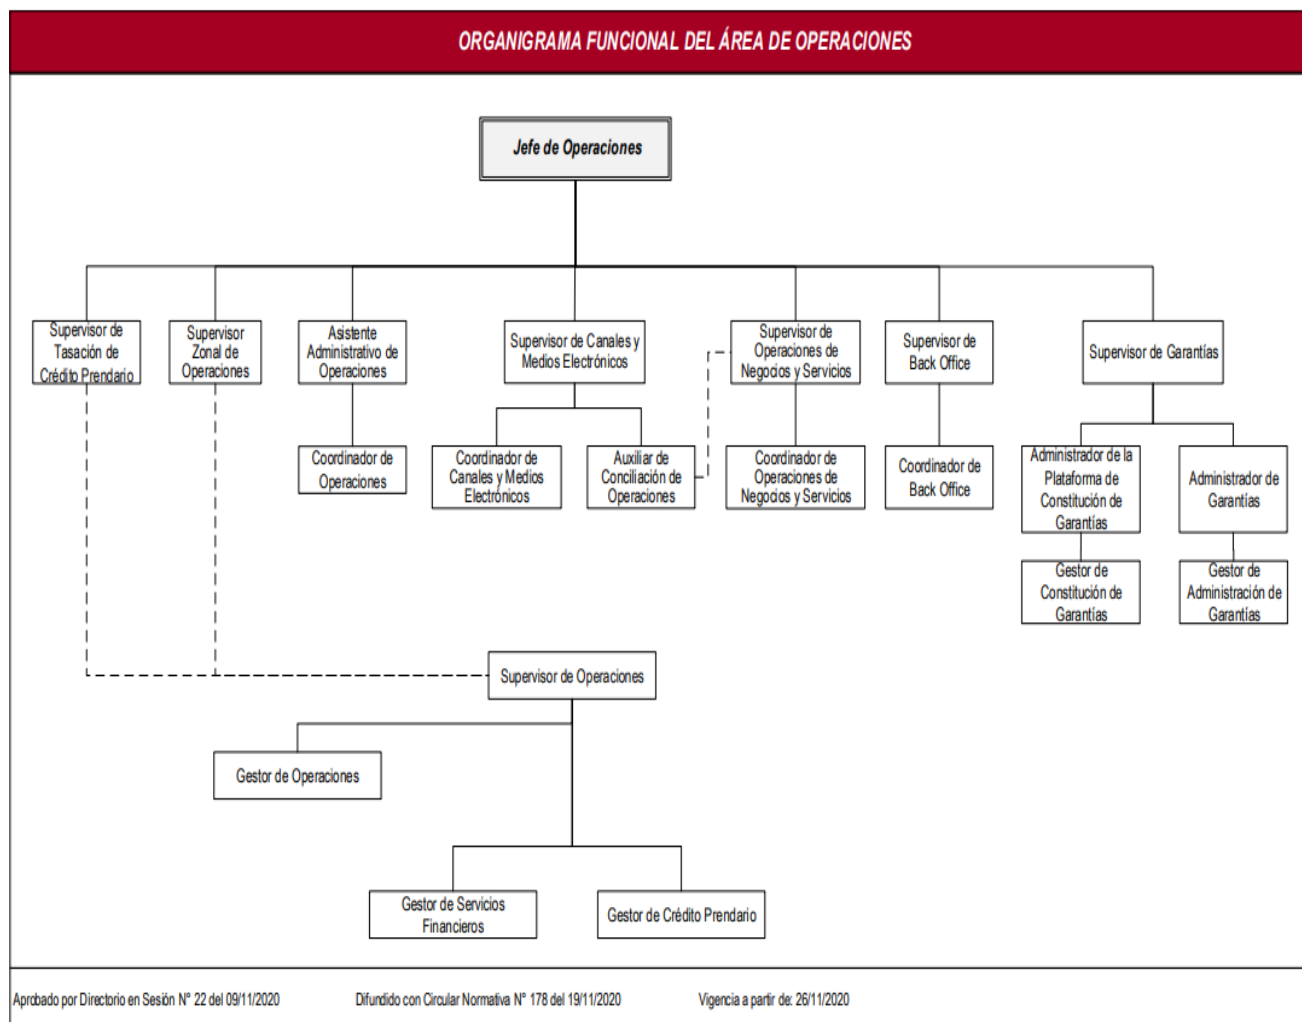 ORGANIGRAMA FUNCIONAL DEL ÁREA DE OPERACIONES
Jefe de Operaciones
Supervisor de
Tasación de
Crédito Prendario
Supervisor
Zonal de
Operaciones
Asistente
Administrativo de
Operaciones
Supervisor de Canales y
Medios Electrónicos
Supervisor de
Operaciones de
Negocios y Servicios
Supervisor de
Back Office
Supervisor de Garantías
Coordinador de
Operaciones
Coordinador de
Canales y Medios
Electrónicos
Auxiliar de
Conciliación de
Operaciones
Coordinador de
Operaciones de
Negocios y Servicios
Coordinador de
Back Office
Administrador de la
Plataforma de
Constitución de
Garantías
Administrador de
Garantías
Gestor de
Constitución de
Garantías
Gestor de
Administración de
Garantías
Supervisor de Operaciones
Gestor de Operaciones
Gestor de Servicios
Financieros
Gestor de Crédito Prendario
Aprobado por Directorio en Sesión N° 22 del 09/11/2020
Difundido con Circular Normativa N° 178 del 19/11/2020
Vigencia a partir de: 26/11/2020